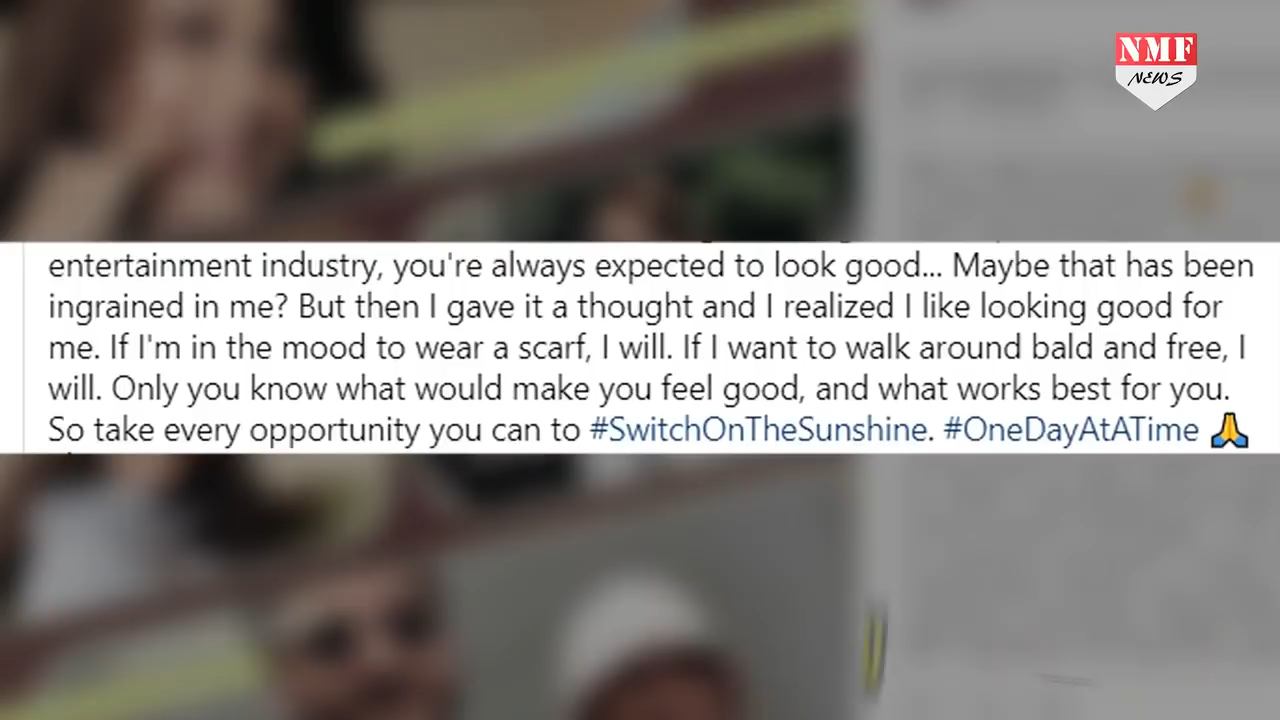 NMF
NEWS
entertainment industry, you're always expected to look good... Maybe that has been
ingrained in me? But then I gave it a thought and I realized I like looking good for
me. If I'm in the mood to wear a scarf, I will. If I want to walk around bald and free, I
will. Only you know what would make you feel good, and what works best for you.
So take every opportunity you can to #SwitchOnTheSunshine. #OneDayAtATime 🙏